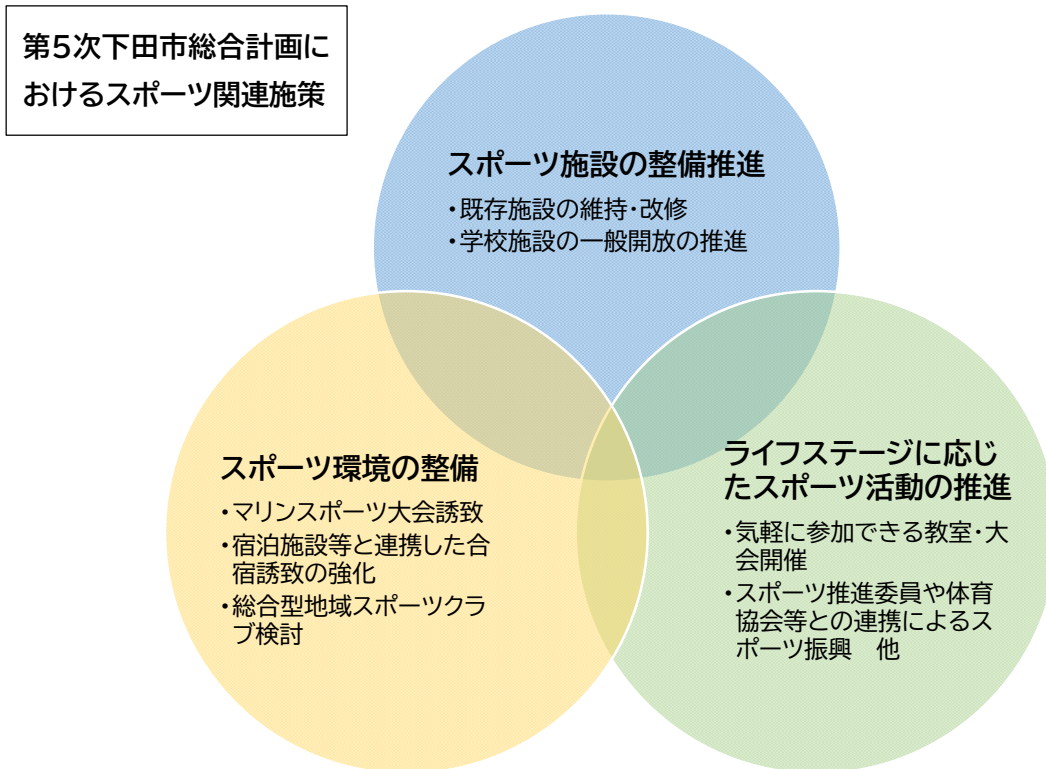 第5次下田市総合計画に
おけるスポーツ関連施策
スポーツ施設の整備推進
・既存施設の維持・改修
・学校施設の一般開放の推進
スポーツ環境の整備
・マリンスポーツ大会誘致
・宿泊施設等と連携した合
宿誘致の強化
・総合型地域スポーツクラ
ブ検討
ライフステージに応じ
たスポーツ活動の推進
・気軽に参加できる教室・大
会開催
・スポーツ推進委員や体育
協会等との連携によるス
ポーツ振興　他